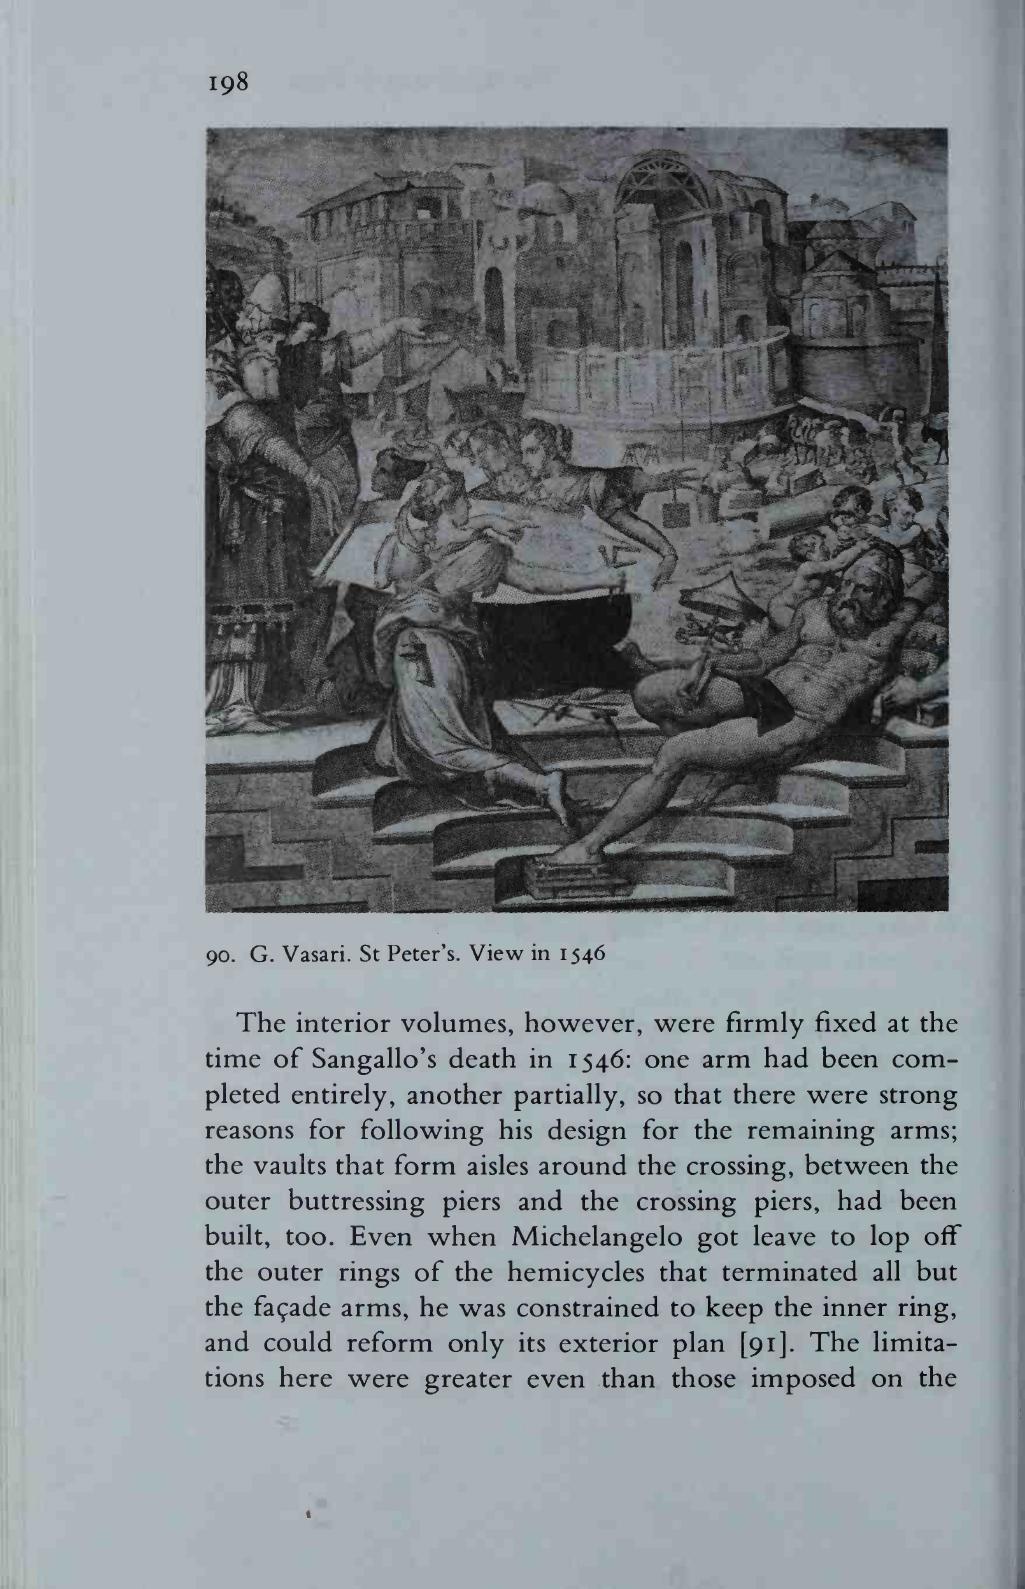 198
90. G. Vasari. St Peter's. View in 1546
The interior volumes, however, were firmly fixed at the
time of Sangallo's death in 1546: one arm had been com-
pleted entirely, another partially, so that there were strong
reasons for following his design for the remaining arms;
the vaults that form aisles around the crossing, between the
outer buttressing piers and the crossing piers, had been
built, too. Even when Michelangelo got leave to lop off
the outer rings of the hemicycles that terminated all but
the façade arms, he was constrained to keep the inner ring,
and could reform only its exterior plan [91]. The limita-
tions here were greater even than those imposed on the